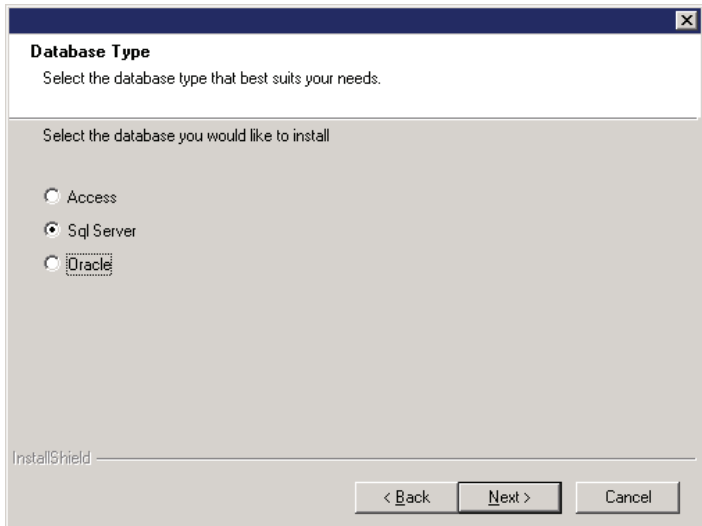 Database Type
Select the database type that best suits your needs.
Select the database you would like to install
Access
Sql Server
Oracle
InstallShield
< Back
Next >
Cancel